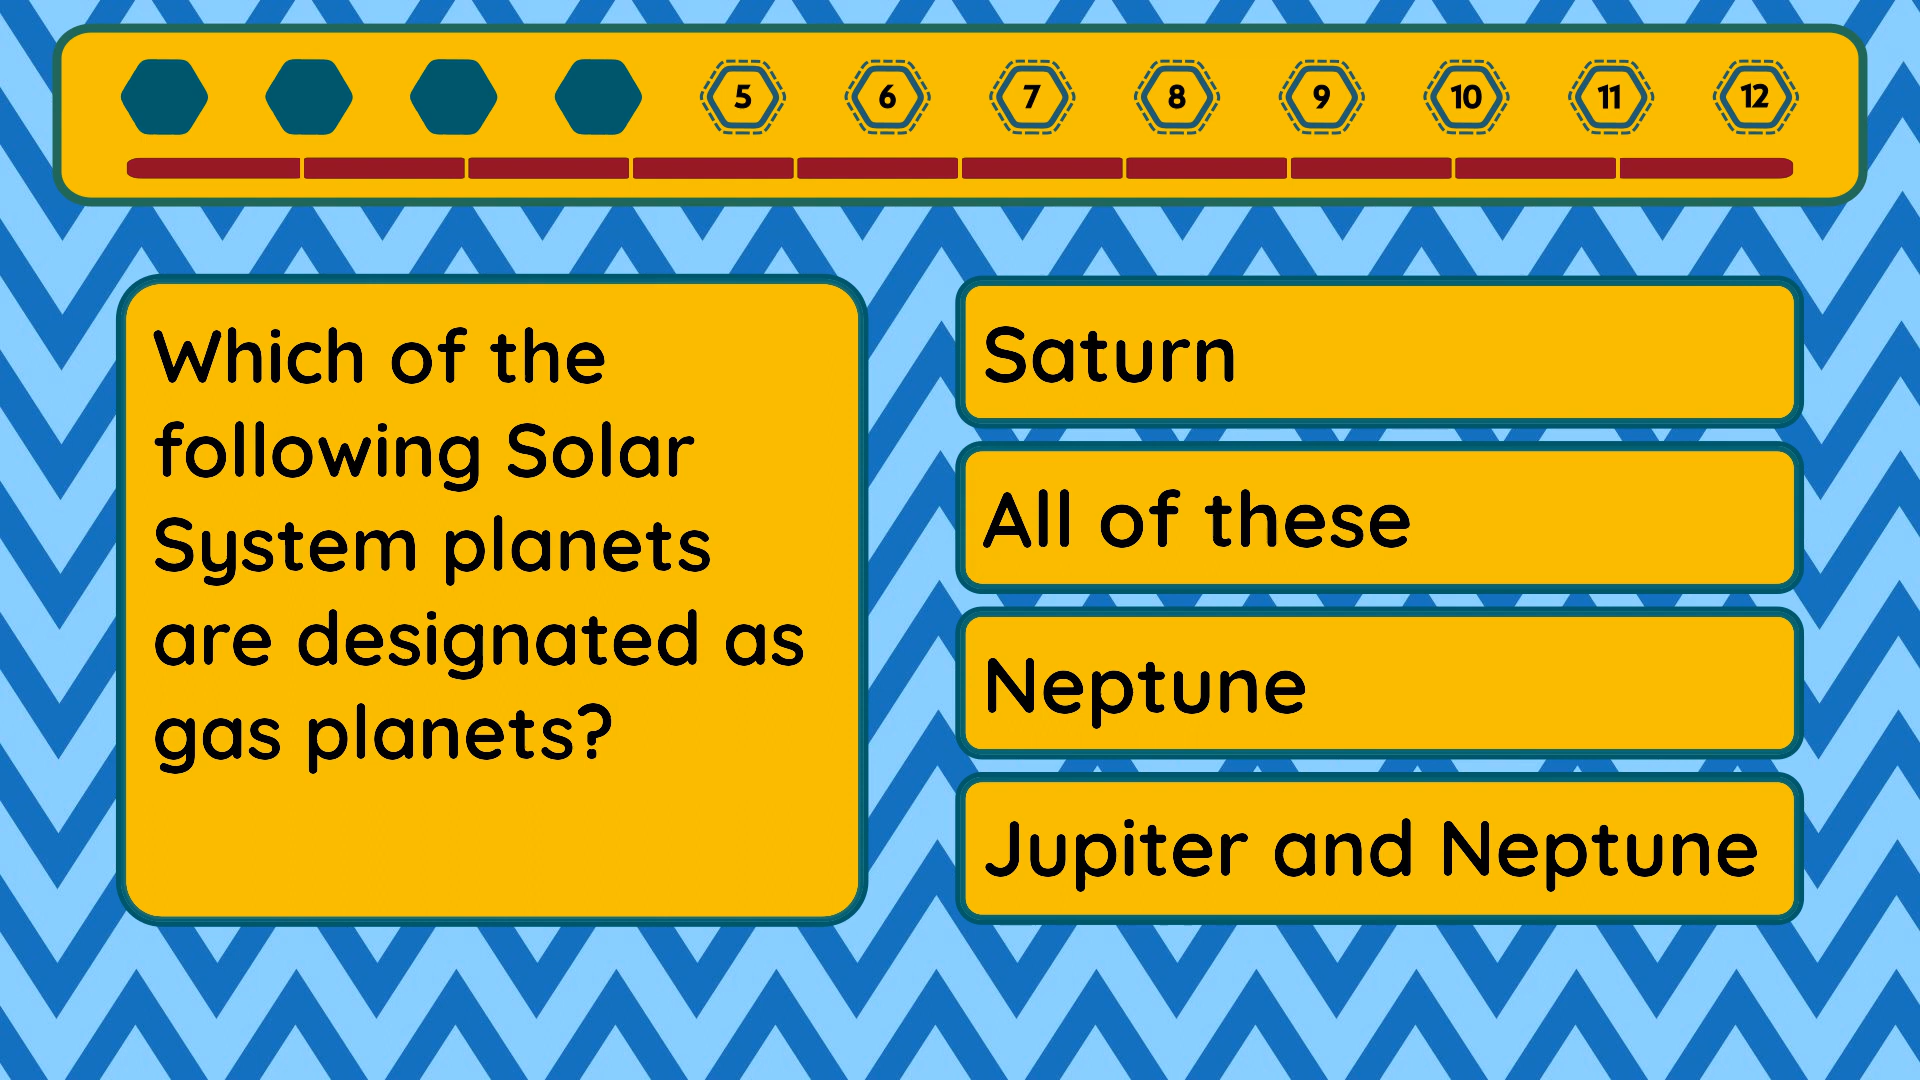 5 6 7 8 9 10 11 12
Which of the
following Solar
System planets
are designated as
gas planets?
Saturn
All of these
Neptune
Jupiter and Neptune